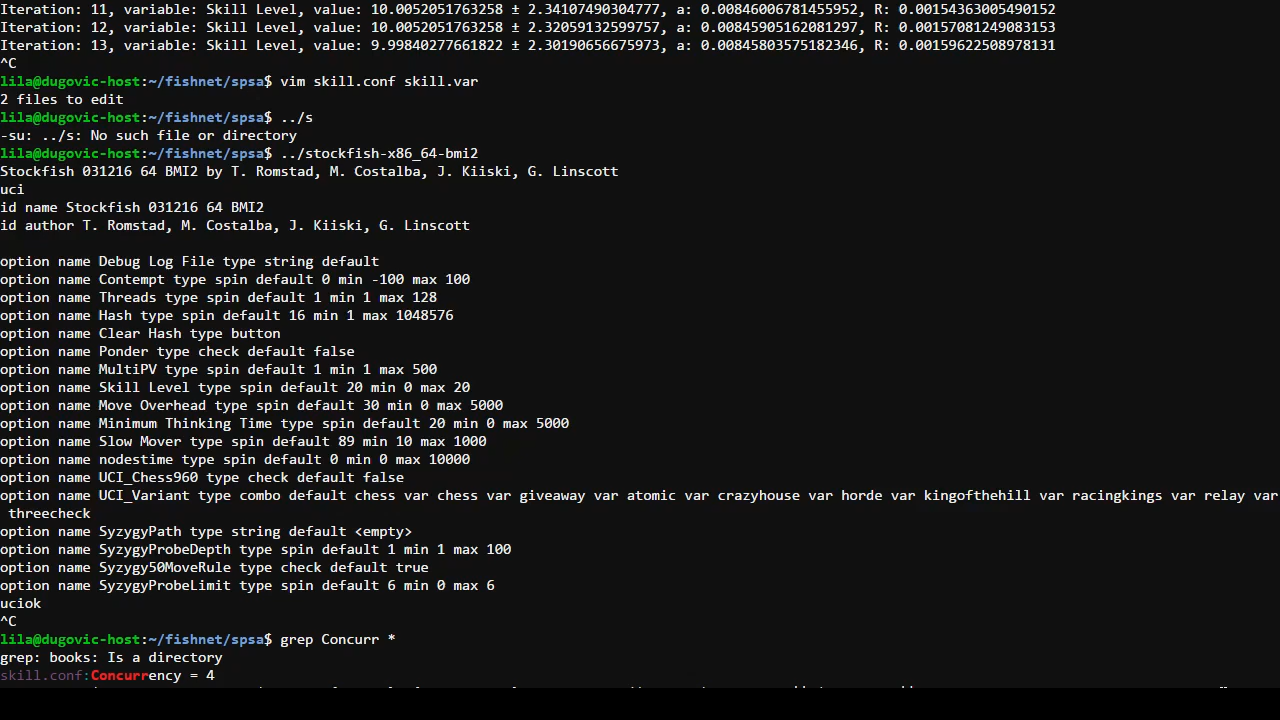 Iteration: 11, variable: Skill Level, value: 10.0052051763258 ± 2.34107490304777, a: 0.00846006781455952, R: 0.00154363005490152
Iteration: 12, variable: Skill Level, value: 10.0052051763258 ± 2.32059132599757, a: 0.00845905162081297, R: 0.00157081249083153
Iteration: 13, variable: Skill Level, value: 9.99840277661822 ± 2.30190656675973, a: 0.00845803575182346, R: 0.00159622508978131
^C
lila@dugovic-host:~/fishnet/spsa$ vim skill.conf skill.var
2 files to edit
lila@dugovic-host:~/fishnet/spsa$ ../s
-su: ../s: No such file or directory
lila@dugovic-host:~/fishnet/spsa$ ../stockfish-x86_64-bmi2
Stockfish 031216 64 BMI2 by T. Romstad, M. Costalba, J. Kiiski, G. Linscott
uci
id name Stockfish 031216 64 BMI2
id author T. Romstad, M. Costalba, J. Kiiski, G. Linscott
option name Debug Log File type string default
option name Contempt type spin default 0 min -100 max 100
option name Threads type spin default 1 min 1 max 128
option name Hash type spin default 16 min 1 max 1048576
option name Clear Hash type button
option name Ponder type check default false
option name MultiPV type spin default 1 min 1 max 500
option name Skill Level type spin default 20 min 0 max 20
option name Move Overhead type spin default 30 min 0 max 5000
option name Minimum Thinking Time type spin default 20 min 0 max 5000
option name Slow Mover type spin default 89 min 10 max 1000
option name nodestime type spin default 0 min 0 max 10000
option name UCI_Chess960 type check default false
option name UCI_Variant type combo default chess var chess var giveaway var atomic var crazyhouse var horde var kingofthehill var racingkings var relay var
threecheck
option name SyzygyPath type string default <empty>
option name SyzygyProbeDepth type spin default 1 min 1 max 100
option name Syzygy50MoveRule type check default true
option name SyzygyProbeLimit type spin default 6 min 0 max 6
uciok
^C
lila@dugovic-host:~/fishnet/spsa$ grep Concurr *
grep: books: Is a directory
skill.conf:Concurrency = 4